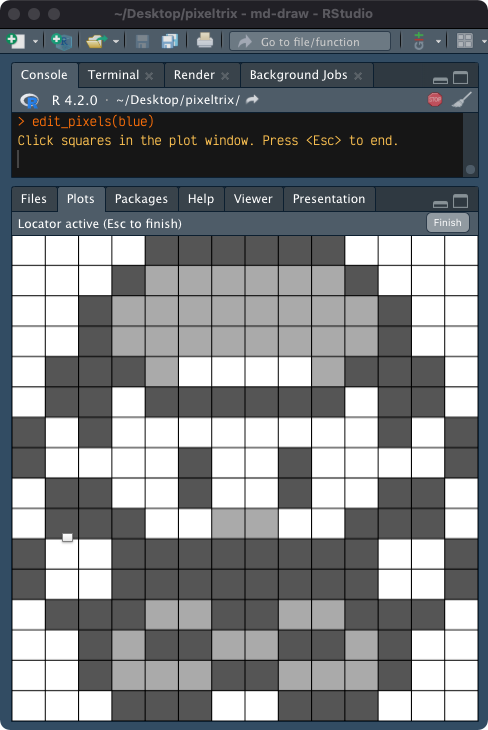 ~/Desktop/pixeltrix - md-draw - RStudio
Go to file/function
Console Terminal Render Background Jobs
R 4.2.0 · ~/Desktop/pixeltrix/
> edit_pixels(blue)
Click squares in the plot window. Press <Esc> to end.
Files Plots Packages Help Viewer Presentation
Locator active (Esc to finish) Finish